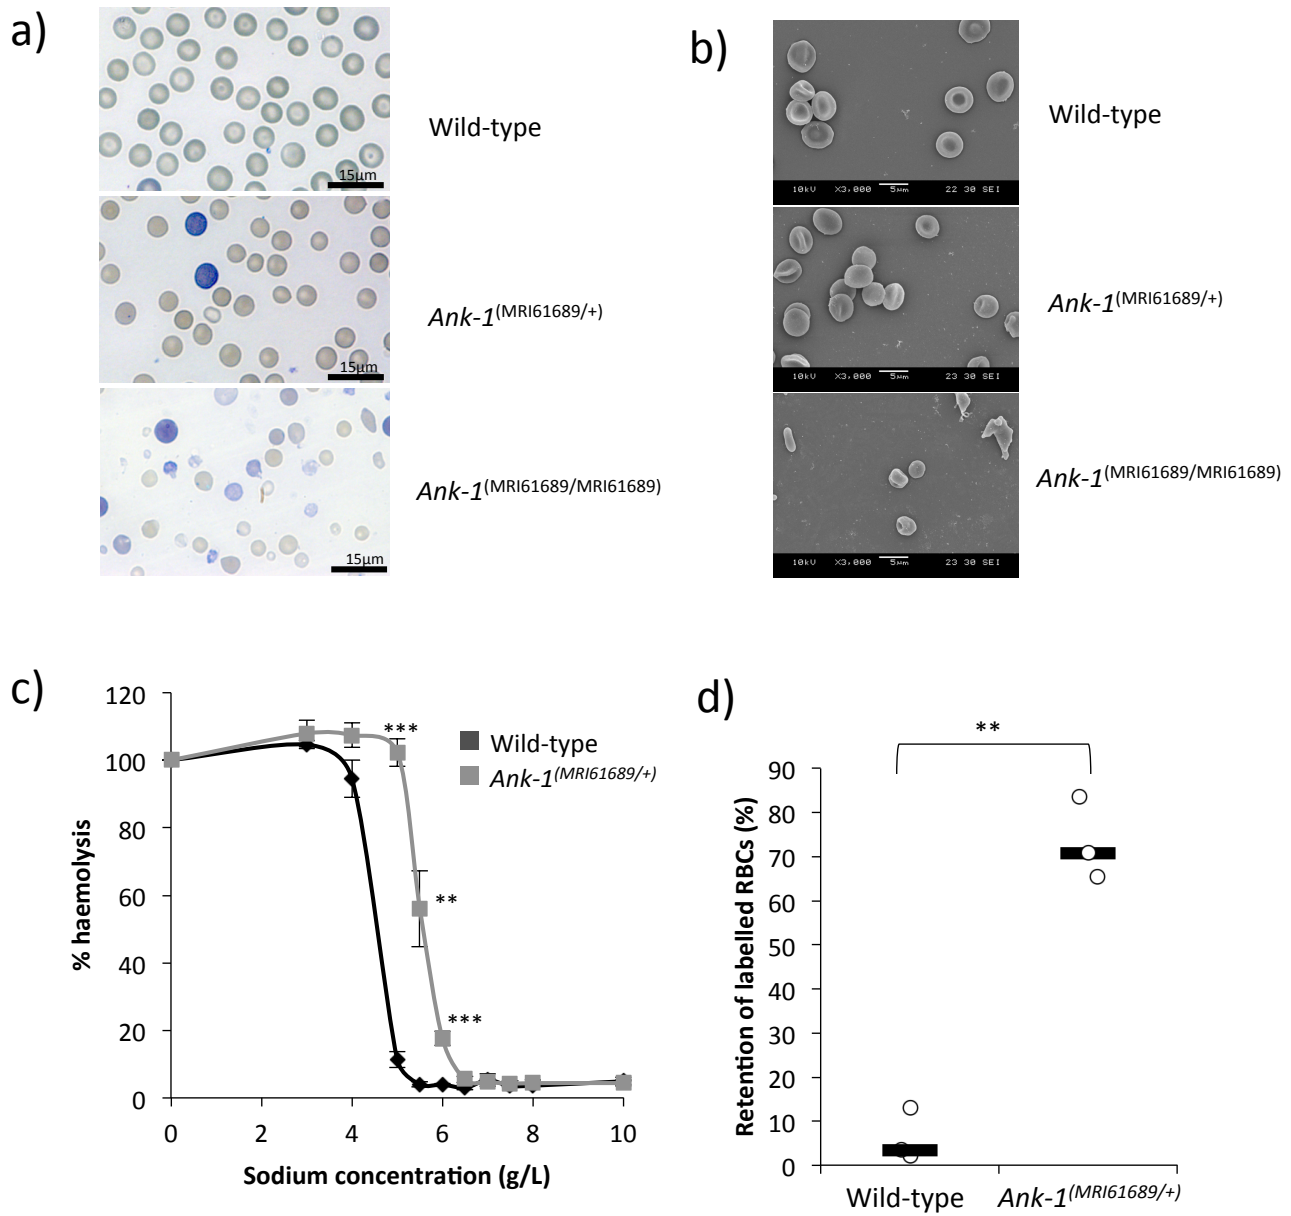 a)
Wild-type
15µm
Ank-1(MRI61689/+)
15µm
Ank-1(MRI61689/MRI61689)
15µm
b)
Wild-type
10kV X3,000 5µm 22 30 SEI
Ank-1(MRI61689/+)
10kV X3,000 5µm 23 30 SEI
Ank-1(MRI61689/MRI61689)
10kV X3,000 5µm 23 30 SEI
c)
120
100
80
60
40
20
0
% haemolysis
0 2 4 6 8 10
Sodium concentration (g/L)
***
**
***
Wild-type
Ank-1(MRI61689/+)
d)
**
90
80
70
60
50
40
30
20
10
0
Retention of labelled RBCs (%)
Wild-type Ank-1(MRI61689/+)